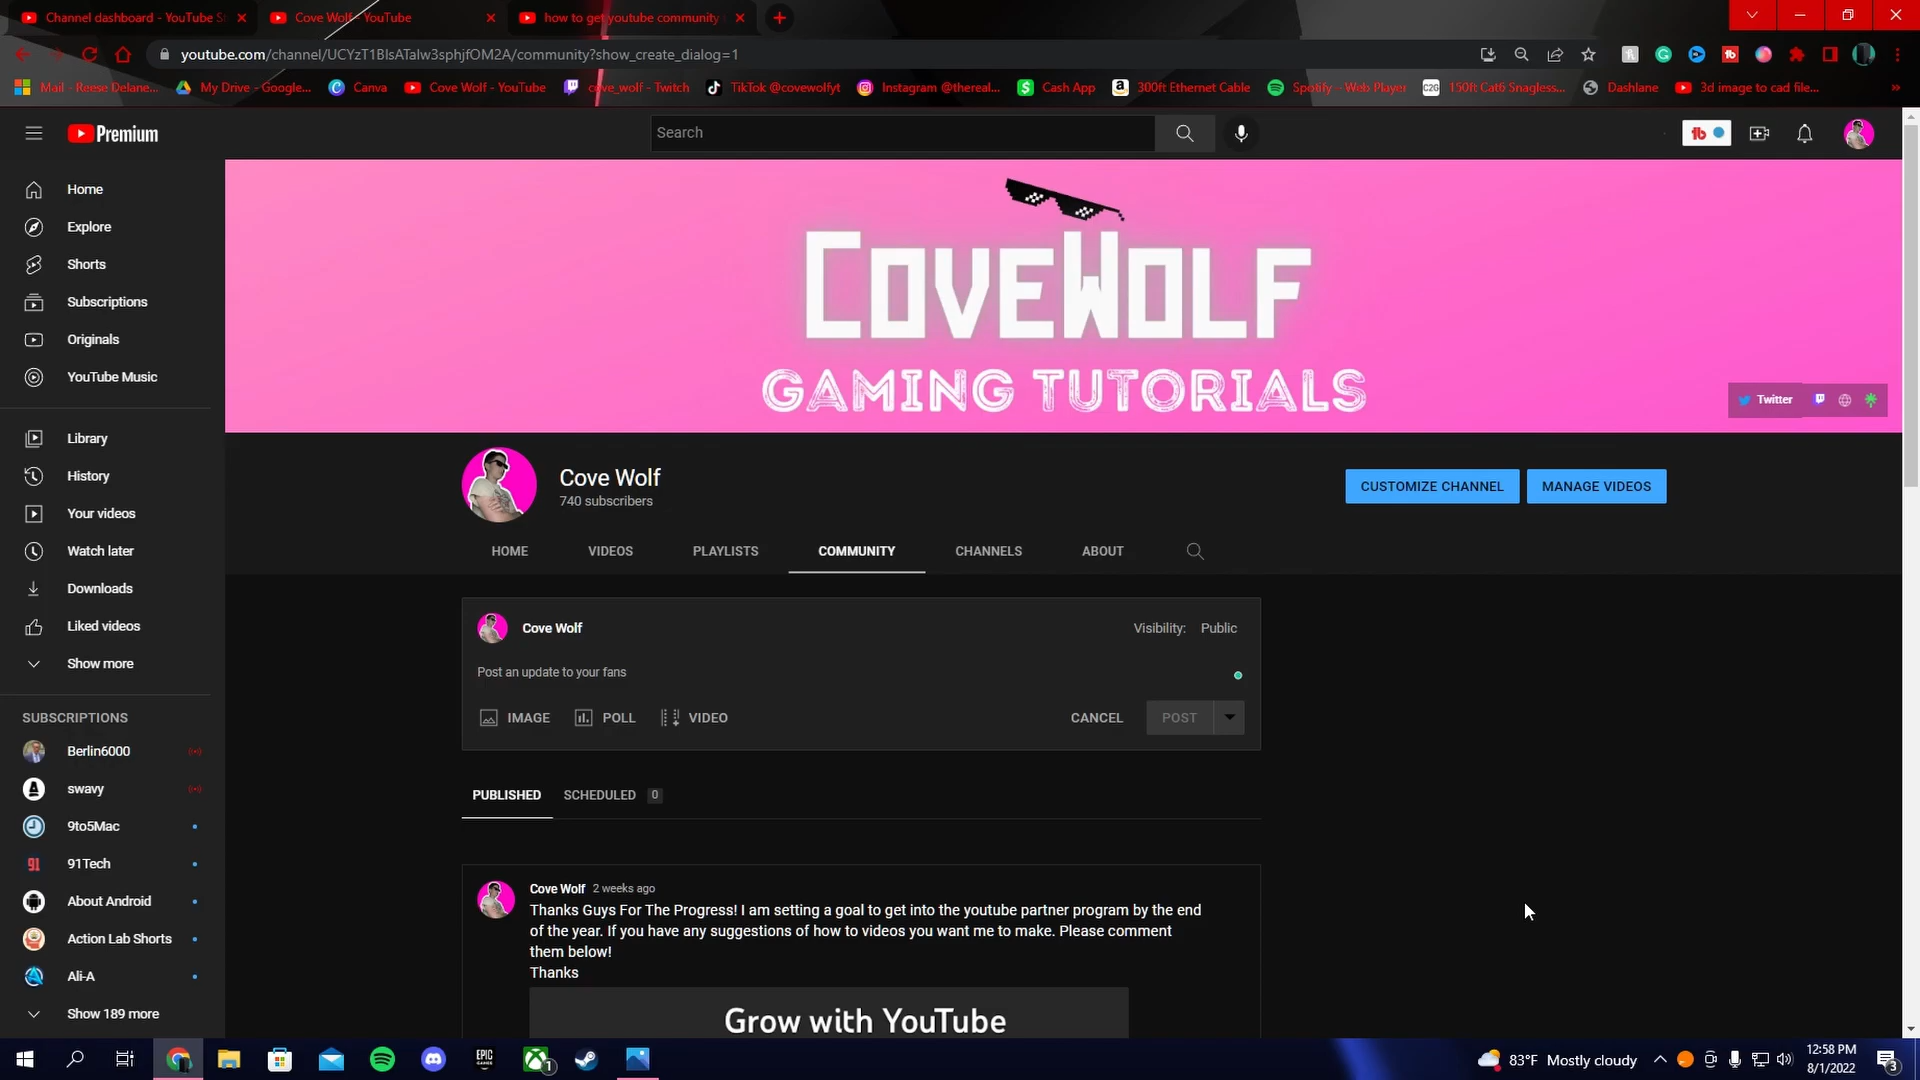 Channel dashboard - YouTube S
Cove Wolf - YouTube
how to get youtube community
youtube.com/channel/UCYzT1BIsATalw3sphjfOM2A/community?show_create_dialog=1
Mail - Reese Delane...
My Drive - Google...
Canva
Cove Wolf - YouTube
cove_wolf - Twitch
TikTok @covewolfyt
Instagram @thereal...
Cash App
300ft Ethernet Cable
Spotify - Web Player
C2G
150ft Cat6 Snagless...
Dashlane
3d image to cad file...
Premium
Search
tb
Home
Explore
Shorts
Subscriptions
Originals
YouTube Music
Library
History
Your videos
Watch later
Downloads
Liked videos
Show more
SUBSCRIPTIONS
Berlin6000
swavy
9to5Mac
91Tech
About Android
Action Lab Shorts
Ali-A
Show 189 more
COVEWOLF
GAMING TUTORIALS
Twitter
Cove Wolf
740 subscribers
CUSTOMIZE CHANNEL
MANAGE VIDEOS
HOME
VIDEOS
PLAYLISTS
COMMUNITY
CHANNELS
ABOUT
Cove Wolf
Visibility: Public
Post an update to your fans
IMAGE
POLL
VIDEO
CANCEL
POST
PUBLISHED
SCHEDULED 0
Cove Wolf 2 weeks ago
Thanks Guys For The Progress! I am setting a goal to get into the youtube partner program by the end
of the year. If you have any suggestions of how to videos you want me to make. Please comment
them below!
Thanks
Grow with YouTube
EPIC GAMES
1
83°F Mostly cloudy
12:58 PM
8/1/2022
3